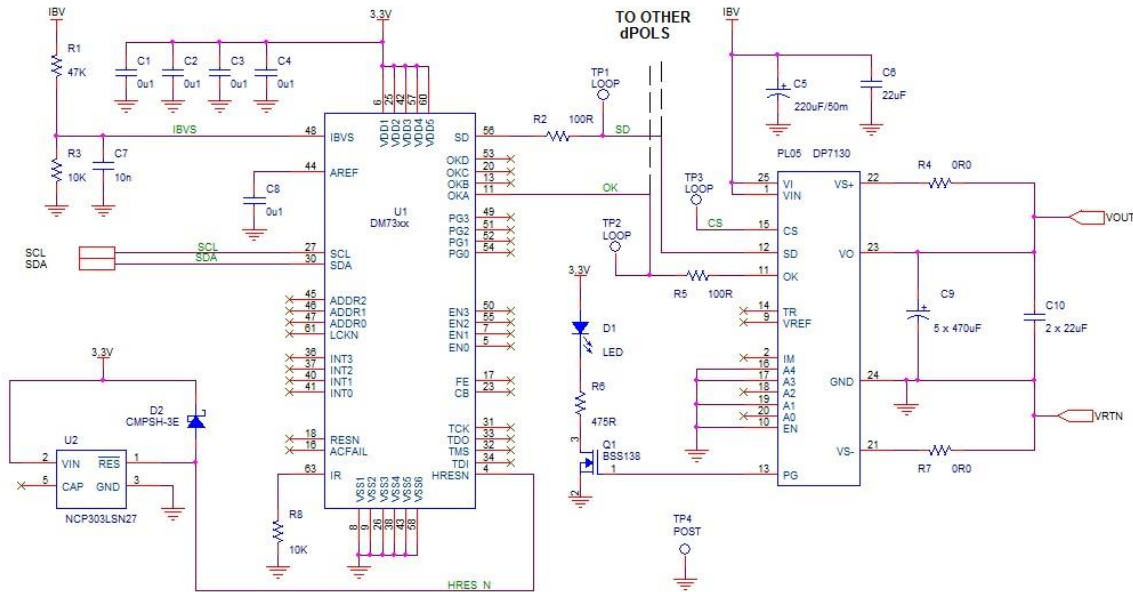 IBV
3,3V
TO OTHER
dPOLS
IBV
R1
47K
C1
0u1
C2
0u1
C3
0u1
C4
0u1
6
25
42
57
60
VDD1
VDD2
VDD3
VDD4
VDD5
TP1
LOOP
C5
220uF/50m
C6
22uF
IBVS
48
IBVS
SD
56
R2
100R
SD
R3
10K
C7
10n
44
AREF
C8
0u1
OKD
53
OKC
20
OKB
13
OKA
11
OK
U1
DM73xx
PG3
49
PG2
51
PG1
52
PG0
54
TP3
LOOP
CS
TP2
LOOP
PL05
DP7130
25
VI
1
VIN
VS+
22
R4
0R0
VOUT
15
CS
12
SD
VO
23
11
OK
R5
100R
SCL
SDA
SCL
SDA
27
SCL
30
SDA
45
ADDR2
46
ADDR1
47
ADDR0
61
LCKN
EN3
50
EN2
55
EN1
7
EN0
5
3,3V
D1
LED
14
TR
9
VREF
C9
5 x 470uF
C10
2 x 22uF
36
INT3
37
INT2
40
INT1
41
INT0
FE
17
CB
23
R6
475R
2
IM
16
A4
17
A3
18
A2
19
A1
20
A0
10
EN
GND
24
VRTN
3,3V
D2
CMPSH-3E
U2
2
VIN
RES
1
5
CAP
GND
3
NCP303LSN27
18
RESN
16
ACFAIL
63
IR
TCK
31
TDO
33
TMS
32
TDI
34
HRESN
4
3
Q1
BSS138
1
2
13
PG
VS-
21
R7
0R0
R8
10K
VSS1
VSS2
VSS3
VSS4
VSS5
VSS6
8
9
26
38
43
58
TP4
POST
HRES_N